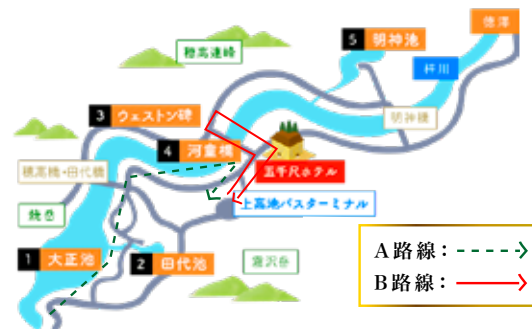 徳澤
5 明神池
穂高連峰
梓川
3 ウェストン碑
明神橋
4 河童橋
穂高橋・田代橋
五千尺ホテル
焼岳
上高地バスターミナル
1 大正池
2 田代池
霞沢岳
A路線：
B路線：